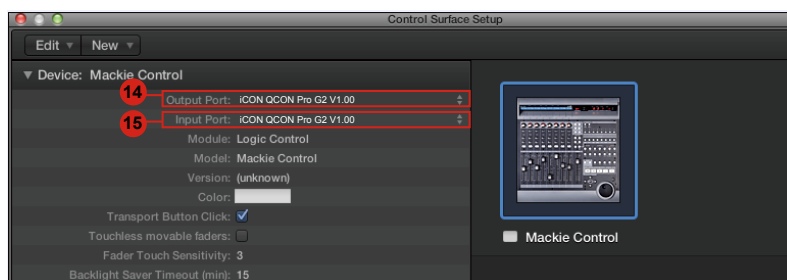 Control Surface Setup
Edit New
Device: Mackie Control
14 Output Port: iCON QCON Pro G2 V1.00
15 Input Port: iCON QCON Pro G2 V1.00
Module: Logic Control
Model: Mackie Control
Version: (unknown)
Color:
Transport Button Click:
Touchless movable faders:
Fader Touch Sensitivity: 3
Backlight Saver Timeout (min): 15
Mackie Control